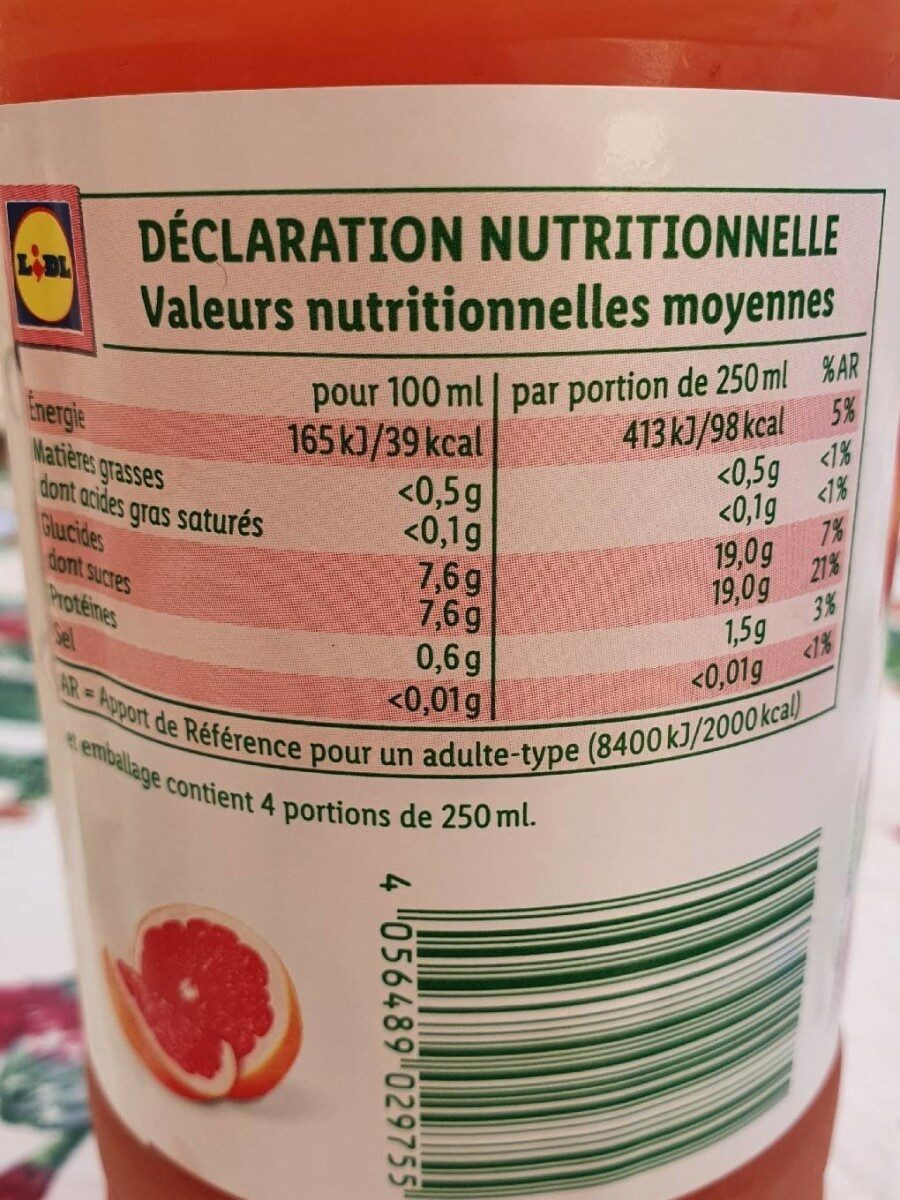 LIDL
DÉCLARATION NUTRITIONNELLE
Valeurs nutritionnelles moyennes
pour 100 ml par portion de 250 ml %AR
Énergie 165 kJ/39 kcal 413 kJ/98 kcal 5%
Matières grasses <0,5g <0,5g <1%
dont acides gras saturés <0,1g <0,1g <1%
Glucides 7,6g 19,0g 7%
dont sucres 7,6g 19,0g 21%
Protéines 0,6g 1,5g 3%
Sel <0,01g <0,01g <1%
AR = Apport de Référence pour un adulte-type (8400 kJ/2000 kcal)
et emballage contient 4 portions de 250 ml.
4 056489 029755